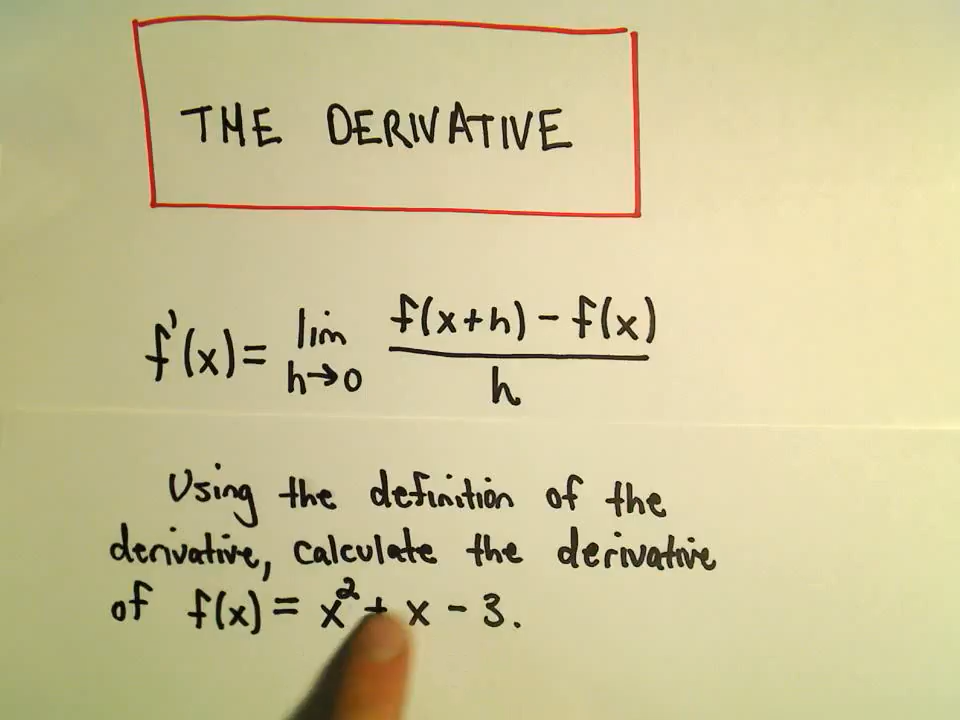 THE DERIVATIVE
f'(x) = lim h→0 f(x+h) - f(x) / h
Using the definition of the
derivative, calculate the derivative
of f(x) = x² + x - 3.